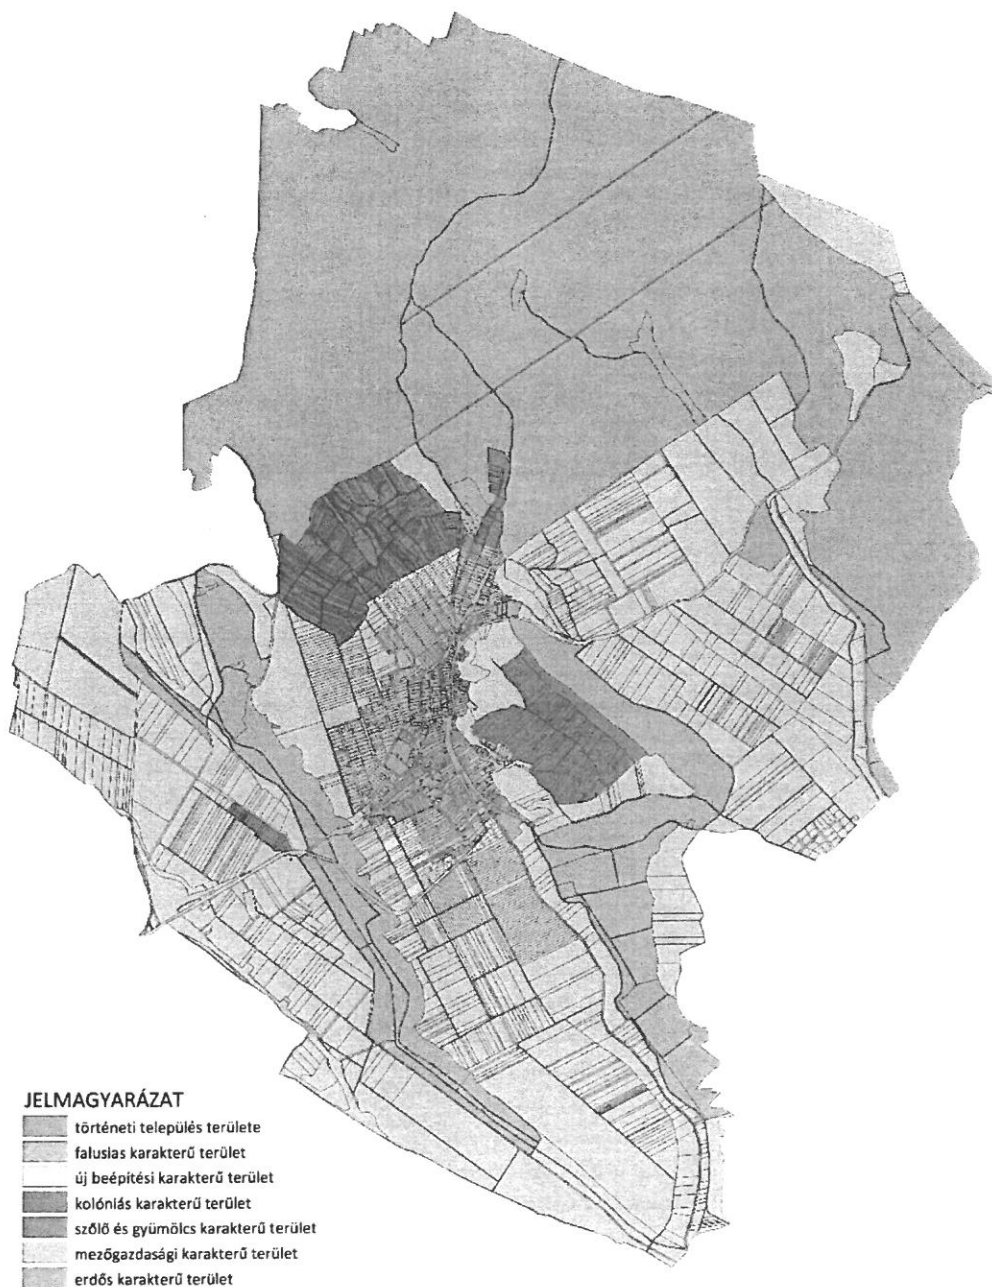 JELMAGYARÁZAT
történeti település területe
falusias karakterű terület
új beépítési karakterű terület
kolóniás karakterű terület
szőlő és gyümölcs karakterű terület
mezőgazdasági karakterű terület
erdős karakterű terület